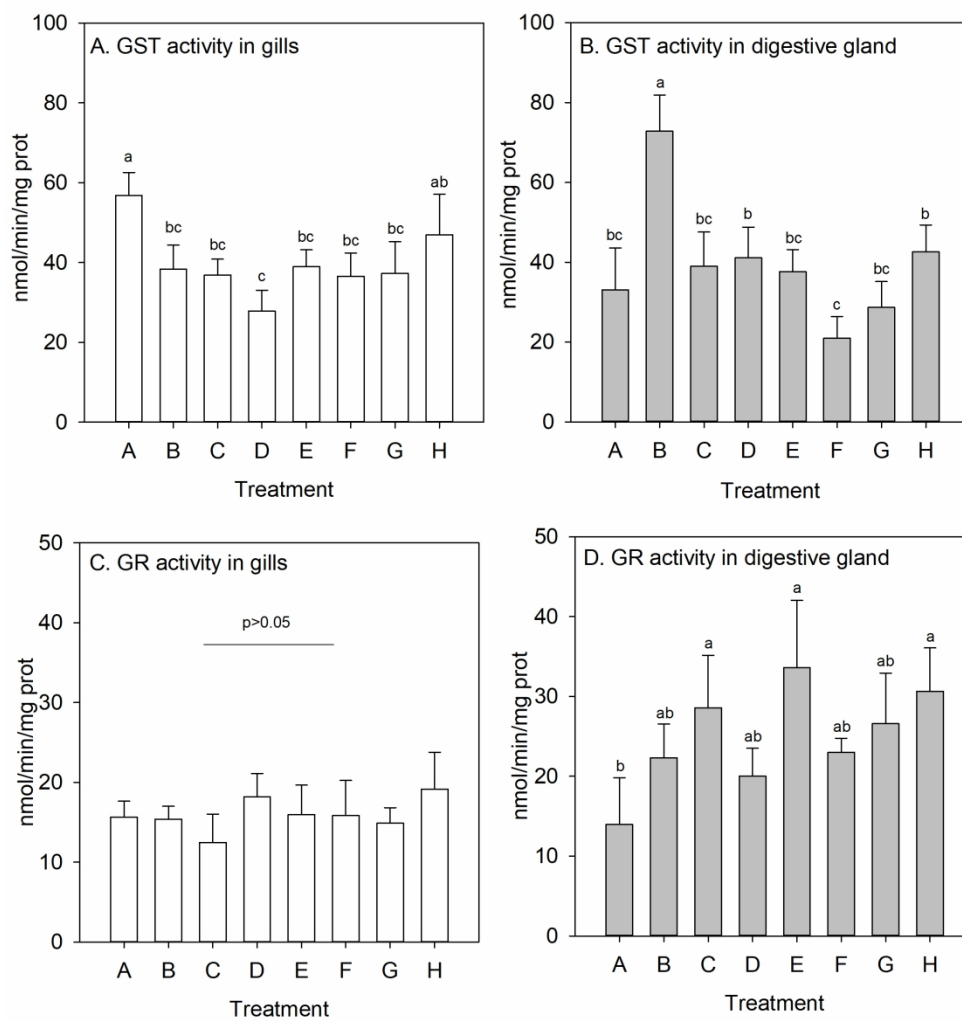 A. GST activity in gills
100
80
60
40
20
0
nmol/min/mg prot
a
bc
bc
c
bc
bc
bc
ab
A B C D E F G H
Treatment
B. GST activity in digestive gland
100
80
60
40
20
0
nmol/min/mg prot
bc
a
bc
b
bc
c
bc
b
A B C D E F G H
Treatment
C. GR activity in gills
50
40
30
20
10
0
nmol/min/mg prot
p>0.05
A B C D E F G H
Treatment
D. GR activity in digestive gland
50
40
30
20
10
0
nmol/min/mg prot
b
ab
a
ab
a
ab
ab
a
A B C D E F G H
Treatment